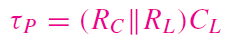 τ_P = (R_C ∥ R_L) C_L